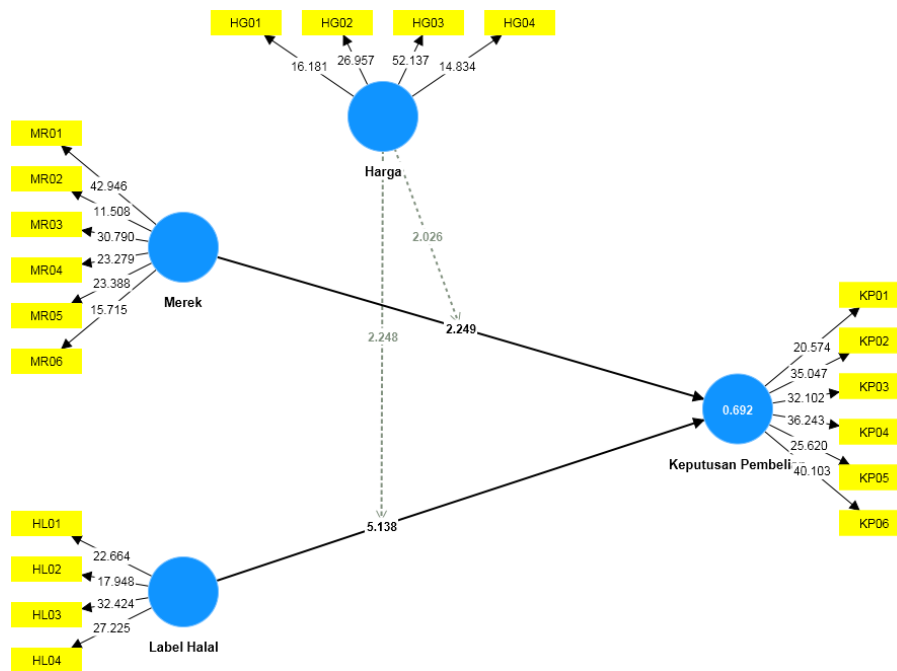 HG01
HG02
HG03
HG04
16.181
26.957
52.137
14.834
Harga
MR01
MR02
MR03
MR04
MR05
MR06
42.946
11.508
30.790
23.279
23.388
15.715
Merek
2.026
2.249
2.248
5.138
KP01
KP02
KP03
KP04
KP05
KP06
20.574
35.047
32.102
36.243
25.620
40.103
0.692
Keputusan
HL01
HL02
HL03
HL04
22.664
17.948
32.424
27.225
Label Halal